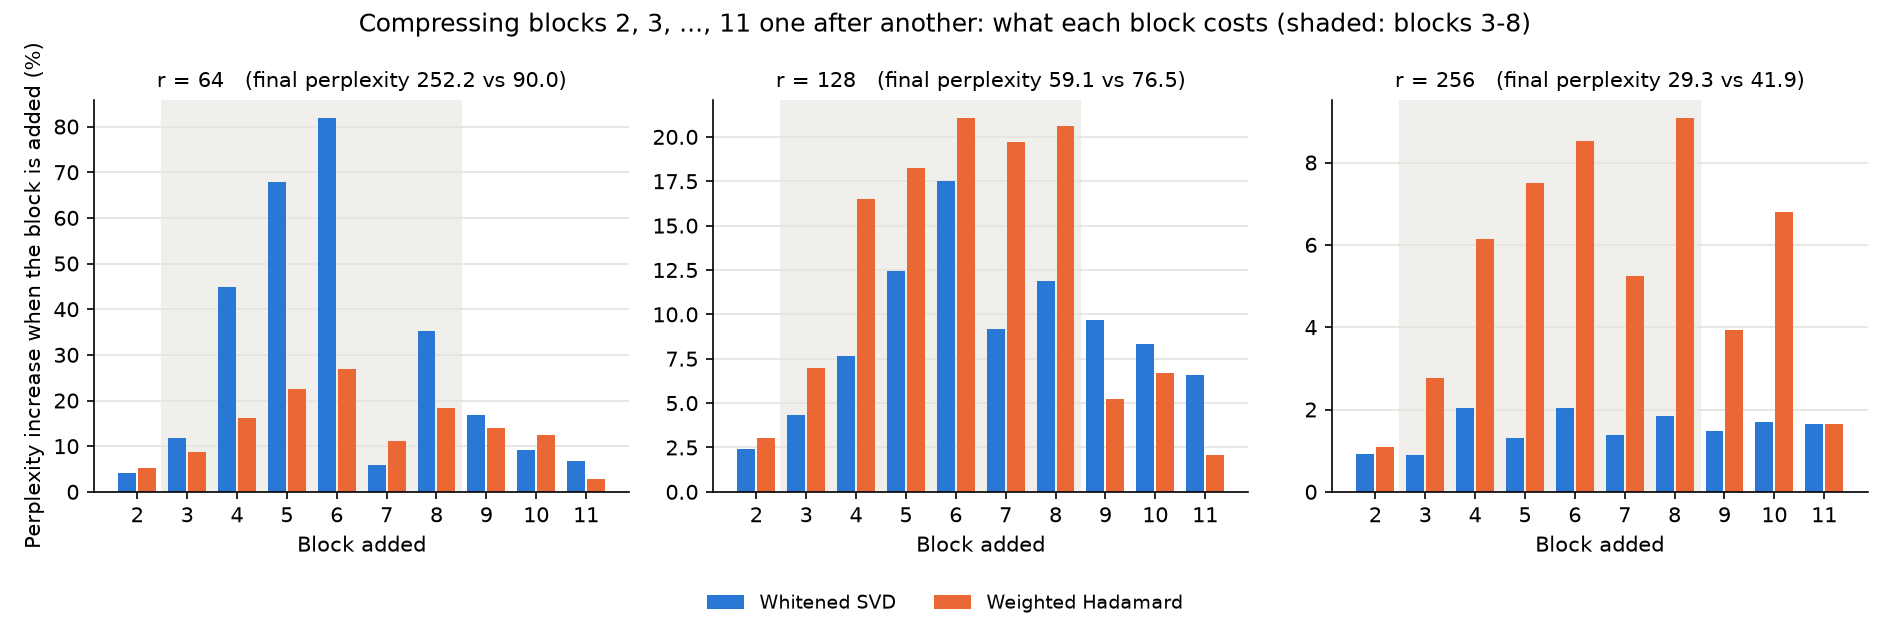 Compressing blocks 2, 3, ..., 11 one after another: what each block costs (shaded: blocks 3-8)
Perplexity increase when the block is added (%)
r = 64 (final perplexity 252.2 vs 90.0)
80
70
60
50
40
30
20
10
0
2 3 4 5 6 7 8 9 10 11
Block added
r = 128 (final perplexity 59.1 vs 76.5)
20.0
17.5
15.0
12.5
10.0
7.5
5.0
2.5
0.0
2 3 4 5 6 7 8 9 10 11
Block added
r = 256 (final perplexity 29.3 vs 41.9)
8
6
4
2
0
2 3 4 5 6 7 8 9 10 11
Block added
Whitened SVD
Weighted Hadamard